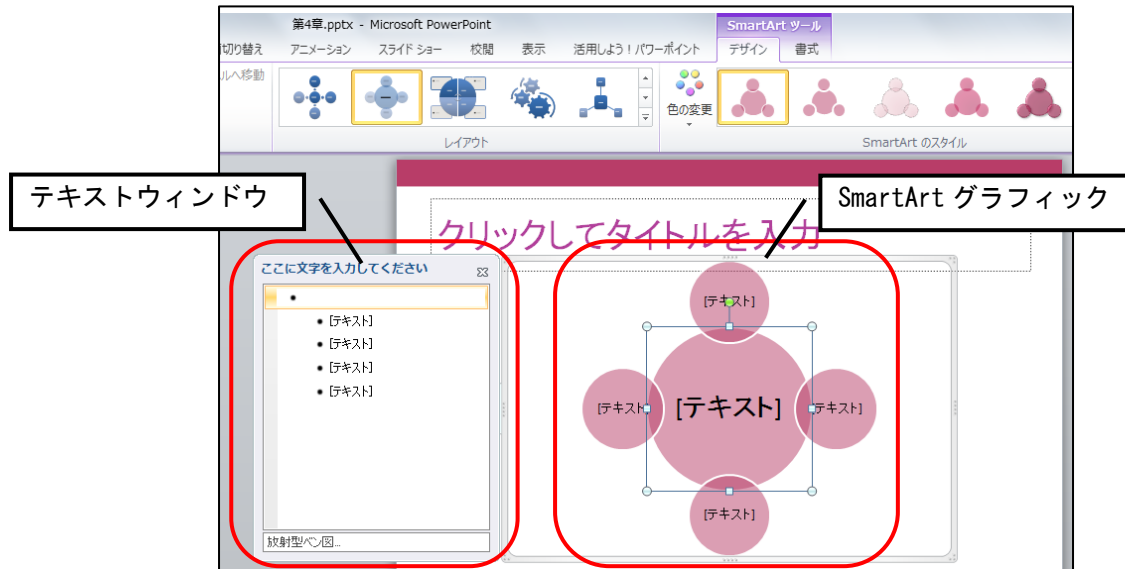 第4章.pptx - Microsoft PowerPoint
SmartArt ツール
切り替え アニメーション スライド ショー 校閲 表示 活用しよう！パワーポイント デザイン 書式
ルへ移動
色の変更
レイアウト
SmartArt のスタイル
テキストウィンドウ
SmartArt グラフィック
クリックしてタイトルを入力
ここに文字を入力してください
[テキスト]
[テキスト]
[テキスト]
[テキスト]
放射型ベン図...
[テキスト]
[テキスト]
[テキスト]
[テキスト]
[テキスト]